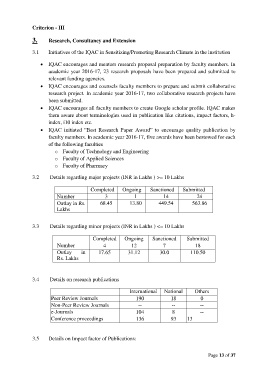 Criterion - III
3. Research, Consultancy and Extension
3.1 Initiatives of the IQAC in Sensitizing/Promoting Research Climate in the institution
• IQAC encourages and mentors research proposal preparation by faculty members. In
academic year 2016-17, 23 research proposals have been prepared and submitted to
relevant funding agencies.
• IQAC encourages and counsels faculty members to prepare and submit collaborative
research project. In academic year 2016-17, two collaborative research projects have
been submitted.
• IQAC encourages all faculty members to create Google scholar profile. IQAC makes
them aware about terminologies used in publication like citations, impact factors, h-
index, i10 index etc.
• IQAC initiated "Best Research Paper Award" to encourage quality publication by
faculty members. In academic year 2016-17, five awards have been bestowed for each
of the following faculties
o Faculty of Technology and Engineering
o Faculty of Applied Sciences
o Faculty of Pharmacy
3.2 Details regarding major projects (INR in Lakhs ) >= 10 Lakhs
Completed Ongoing Sanctioned Submitted
Number 3 1 14 24
Outlay in Rs. 68.45 13.80 449.54 563.86
Lakhs
3.3 Details regarding minor projects (INR in Lakhs ) <= 10 Lakhs
Completed Ongoing Sanctioned Submitted
Number 4 12 7 18
Outlay in 17.65 31.12 30.0 110.50
Rs. Lakhs
3.4 Details on research publications
International National Others
Peer Review Journals 190 18 0
Non-Peer Review Journals -- -- --
e-Journals 104 8 --
Conference proceedings 136 93 13
3.5 Details on Impact factor of Publications:
Page 13 of 37